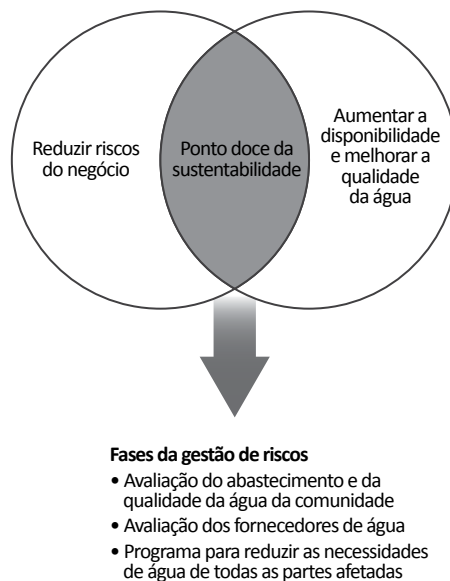 Reduzir riscos
do negócio
Ponto doce da
sustentabilidade
Aumentar a
disponibilidade
e melhorar a
qualidade
da água
Fases da gestão de riscos
• Avaliação do abastecimento e da
qualidade da água da comunidade
• Avaliação dos fornecedores de água
• Programa para reduzir as necessidades
de água de todas as partes afetadas